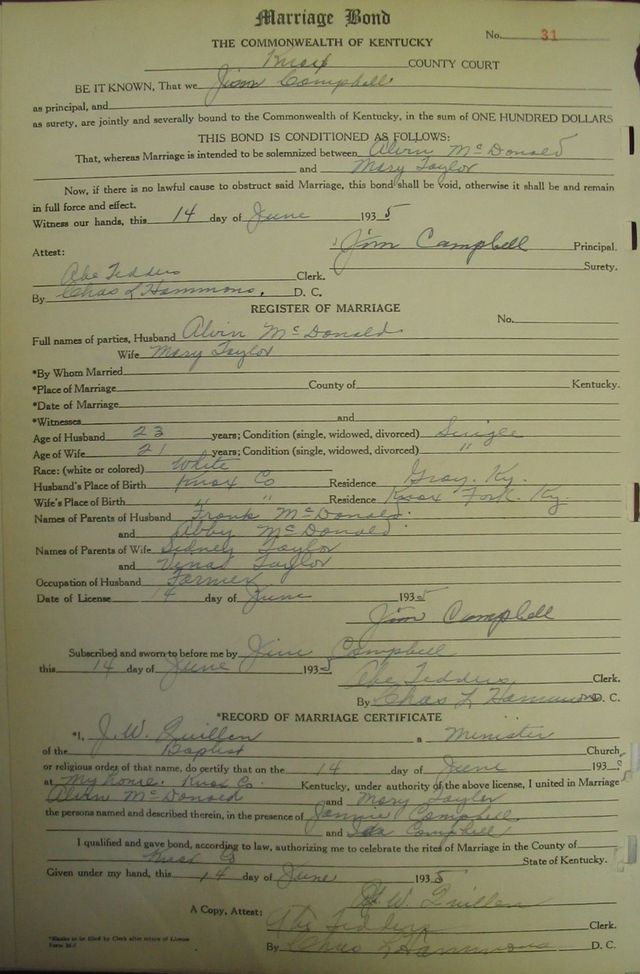 Marriage Bond
No. 31
THE COMMONWEALTH OF KENTUCKY
Knox COUNTY COURT
BE IT KNOWN, That we Jim Campbell
as principal, and
as surety, are jointly and severally bound to the Commonwealth of Kentucky, in the sum of ONE HUNDRED DOLLARS
THIS BOND IS CONDITIONED AS FOLLOWS:
That, whereas Marriage is intended to be solemnized between Alvin McDonald
and Mary Taylor
Now, if there is no lawful cause to obstruct said Marriage, this bond shall be void, otherwise it shall be and remain
in full force and effect.
Witness our hands, this 14 day of June 1935
Jim Campbell Principal.
Attest: Surety.
Abe Tedders Clerk.
By Chas L Hammons. D. C.
REGISTER OF MARRIAGE
No.
Full names of parties, Husband Alvin McDonald
Wife Mary Taylor
*By Whom Married
*Place of Marriage County of Kentucky.
*Date of Marriage
*Witnesses and
Age of Husband 23 years; Condition (single, widowed, divorced) Single
Age of Wife 21 years; Condition (single, widowed, divorced) "
Race: (white or colored) White
Husband's Place of Birth Knox Co Residence Gray. Ky.
Wife's Place of Birth " " Residence Knox Fork. Ky.
Names of Parents of Husband Frank McDonald.
and Abby McDonald.
Names of Parents of Wife Sidney Taylor
and Taylor
Occupation of Husband Farmer
Date of License 14 day of June 1935
Jim Campbell
Subscribed and sworn to before me by Jim Campbell
this 14 day of June 1935
Abe Tedders Clerk.
By Chas L Hammons D. C.
*RECORD OF MARRIAGE CERTIFICATE
*I, J. W. Quillen a Minister
of the Baptist Church,
or religious order of that name, do certify that on the 14 day of June 1935
at My house. Knox Co. Kentucky, under authority of the above license, I united in Marriage
Alvin McDonald and Mary Taylor
the persons named and described therein, in the presence of Campbell
and Ida Campbell
I qualified and gave bond, according to law, authorizing me to celebrate the rites of Marriage in the County of
Knox Co State of Kentucky.
Given under my hand, this 14 day of June 1935
J. W. Quillen
A Copy, Attest: Abe Tedders Clerk.
By Chas L Hammons D. C.
*Blanks to be filled by Clerk after return of License